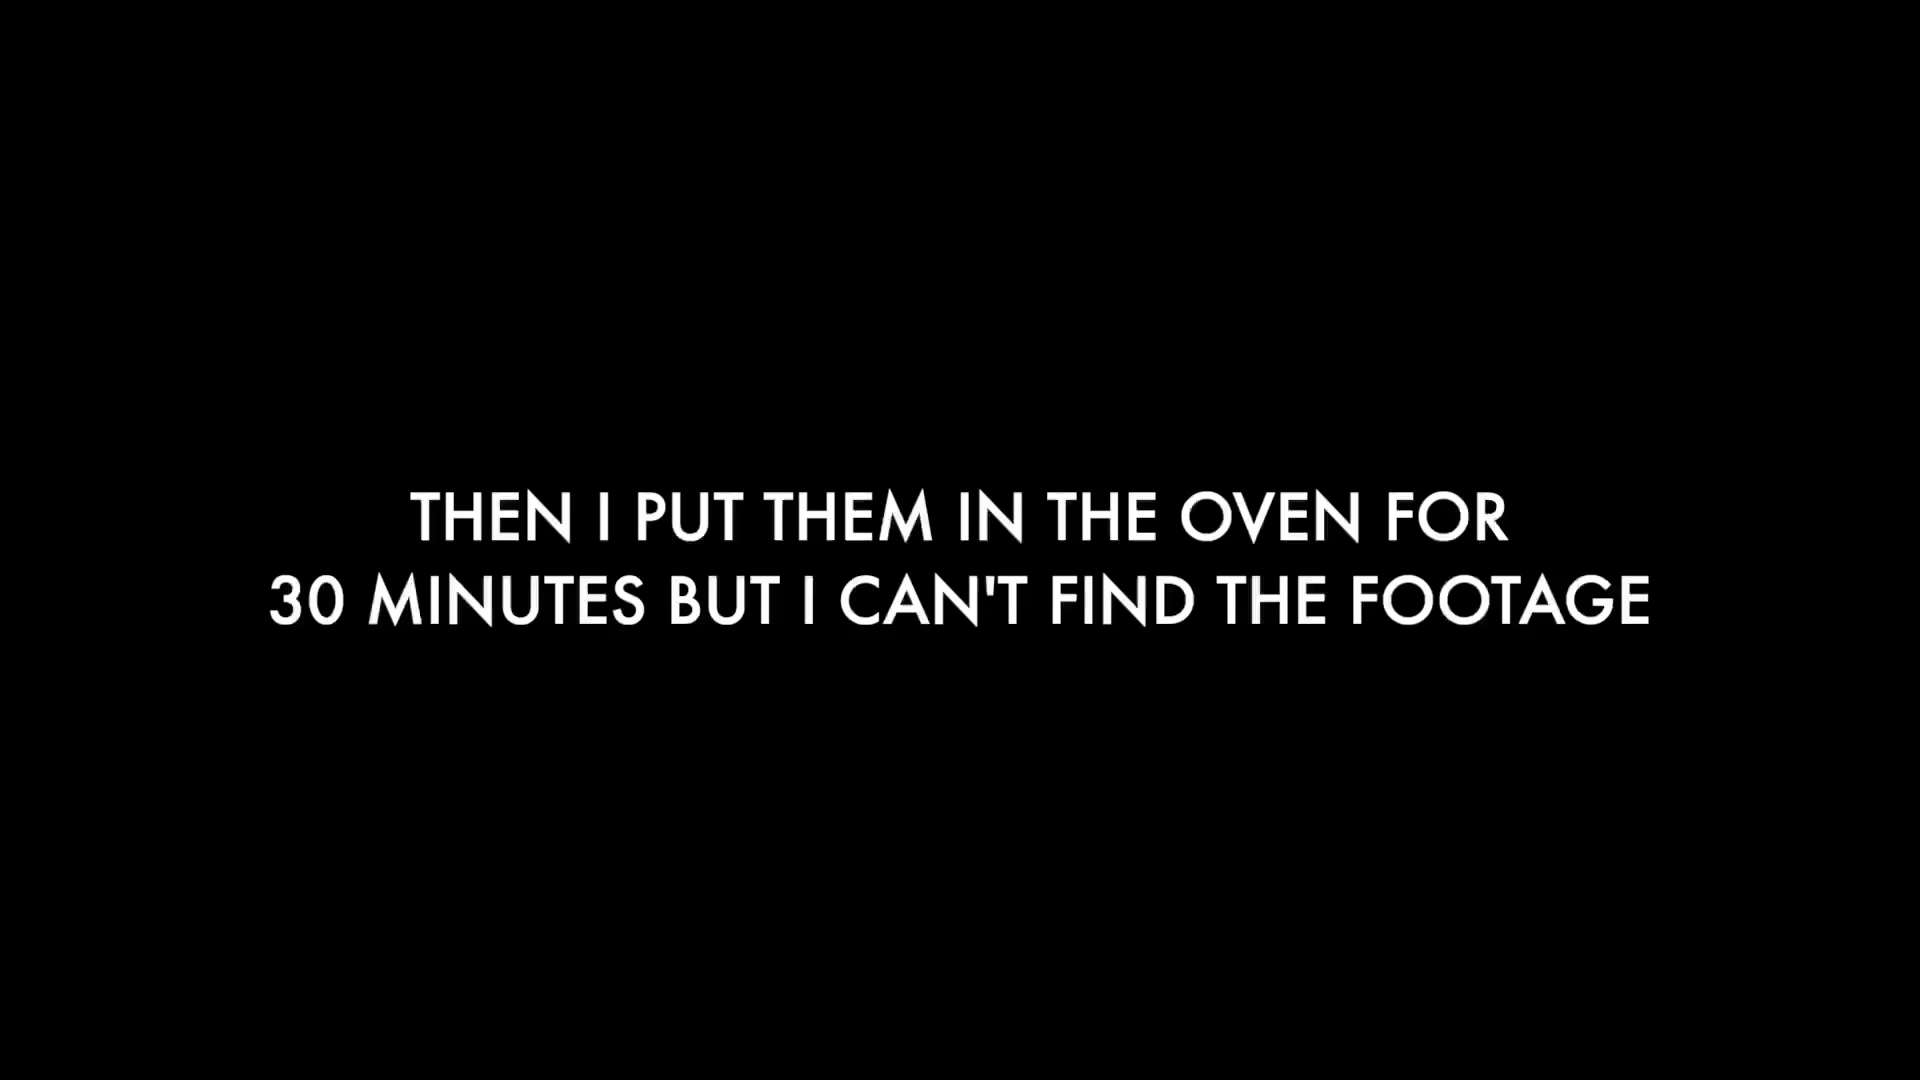 THEN I PUT THEM IN THE OVEN FOR
30 MINUTES BUT I CAN'T FIND THE FOOTAGE